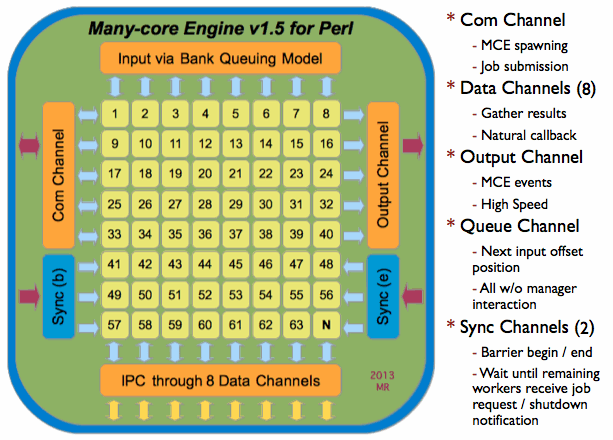 Many-core Engine v1.5 for Perl
Input via Bank Queuing Model
Com Channel
Sync (b)
1 2 3 4 5 6 7 8
9 10 11 12 13 14 15 16
17 18 19 20 21 22 23 24
25 26 27 28 29 30 31 32
33 34 35 36 37 38 39 40
41 42 43 44 45 46 47 48
49 50 51 52 53 54 55 56
57 58 59 60 61 62 63 N
Output Channel
Sync (e)
IPC through 8 Data Channels
2013
MR
* Com Channel
- MCE spawning
- Job submission
* Data Channels (8)
- Gather results
- Natural callback
* Output Channel
- MCE events
- High Speed
* Queue Channel
- Next input offset
position
- All w/o manager
interaction
* Sync Channels (2)
- Barrier begin / end
- Wait until remaining
workers receive job
request / shutdown
notification